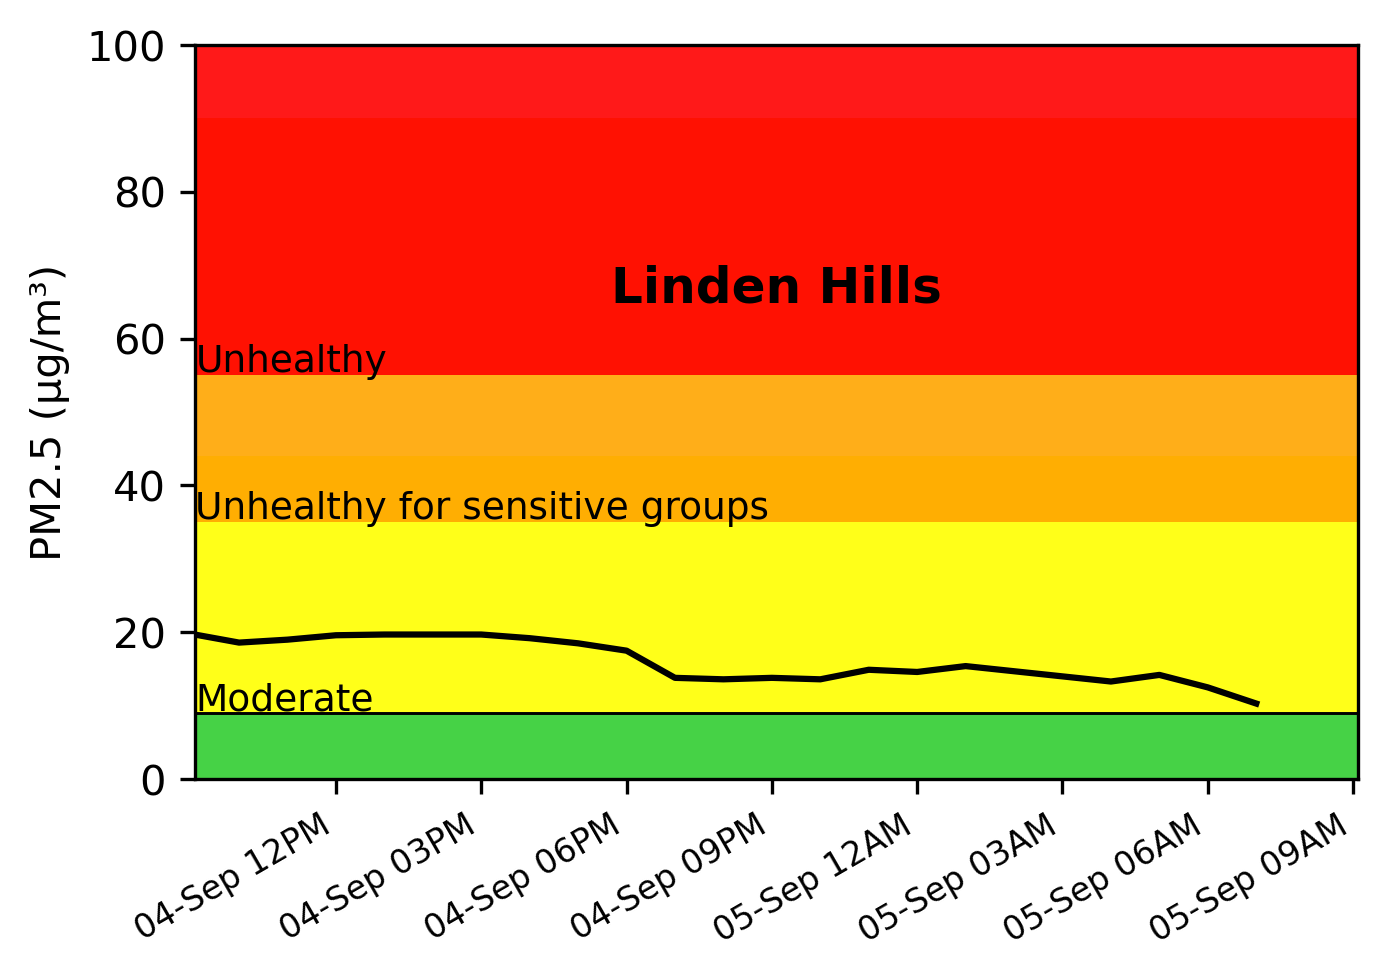 100
80
60
40
20
0
PM2.5 (µg/m³)
Linden Hills
Unhealthy
Unhealthy for sensitive groups
Moderate
04-Sep 12PM
04-Sep 03PM
04-Sep 06PM
04-Sep 09PM
05-Sep 12AM
05-Sep 03AM
05-Sep 06AM
05-Sep 09AM